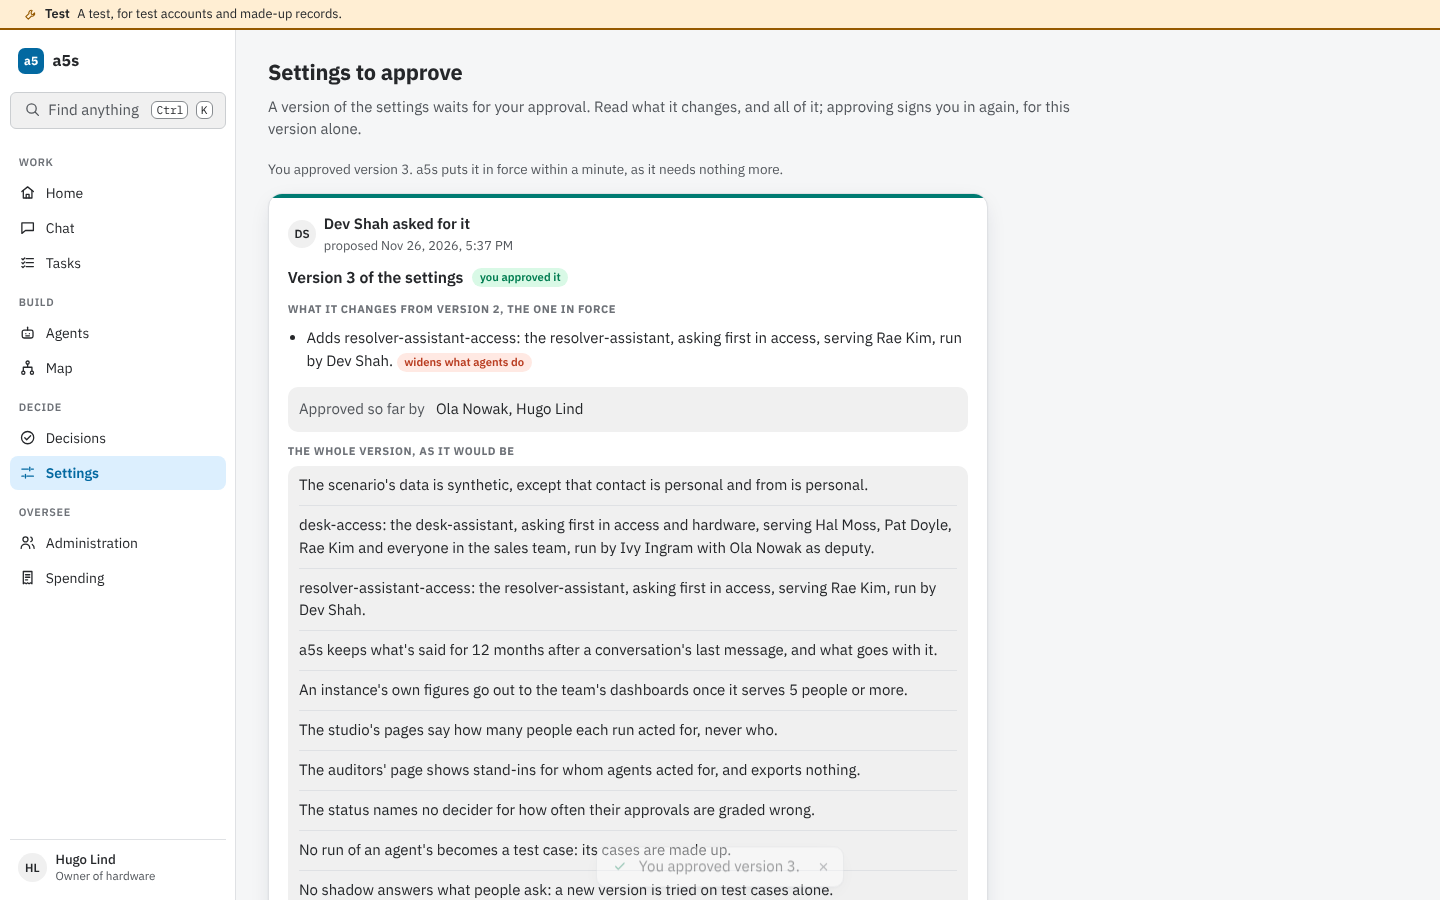 Test A test, for test accounts and made-up records.
a5 a5s
Find anything Ctrl K
WORK
Home
Chat
Tasks
BUILD
Agents
Map
DECIDE
Decisions
Settings
OVERSEE
Administration
Spending
HL Hugo Lind
Owner of hardware
Settings to approve
A version of the settings waits for your approval. Read what it changes, and all of it; approving signs you in again, for this
version alone.
You approved version 3. a5s puts it in force within a minute, as it needs nothing more.
DS Dev Shah asked for it
proposed Nov 26, 2026, 5:37 PM
Version 3 of the settings you approved it
WHAT IT CHANGES FROM VERSION 2, THE ONE IN FORCE
• Adds resolver-assistant-access: the resolver-assistant, asking first in access, serving Rae Kim, run
by Dev Shah. widens what agents do
Approved so far by Ola Nowak, Hugo Lind
THE WHOLE VERSION, AS IT WOULD BE
The scenario's data is synthetic, except that contact is personal and from is personal.
desk-access: the desk-assistant, asking first in access and hardware, serving Hal Moss, Pat Doyle,
Rae Kim and everyone in the sales team, run by Ivy Ingram with Ola Nowak as deputy.
resolver-assistant-access: the resolver-assistant, asking first in access, serving Rae Kim, run by
Dev Shah.
a5s keeps what's said for 12 months after a conversation's last message, and what goes with it.
An instance's own figures go out to the team's dashboards once it serves 5 people or more.
The studio's pages say how many people each run acted for, never who.
The auditors' page shows stand-ins for whom agents acted for, and exports nothing.
The status names no decider for how often their approvals are graded wrong.
No run of an agent's becomes a test case: its cases are made up.
You approved version 3.
No shadow answers what people ask: a new version is tried on test cases alone.